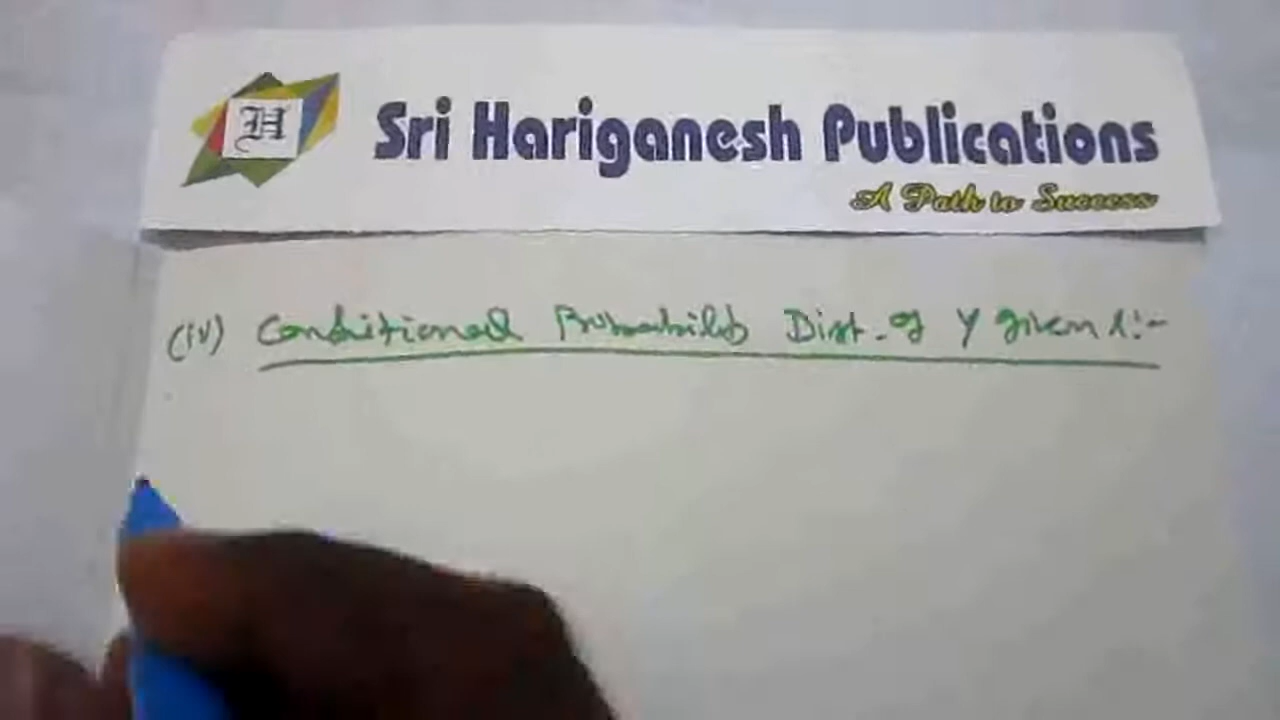 H
Sri Hariganesh Publications
A Path to Success
(iv) Conditional Probability Dist. of Y given X:-